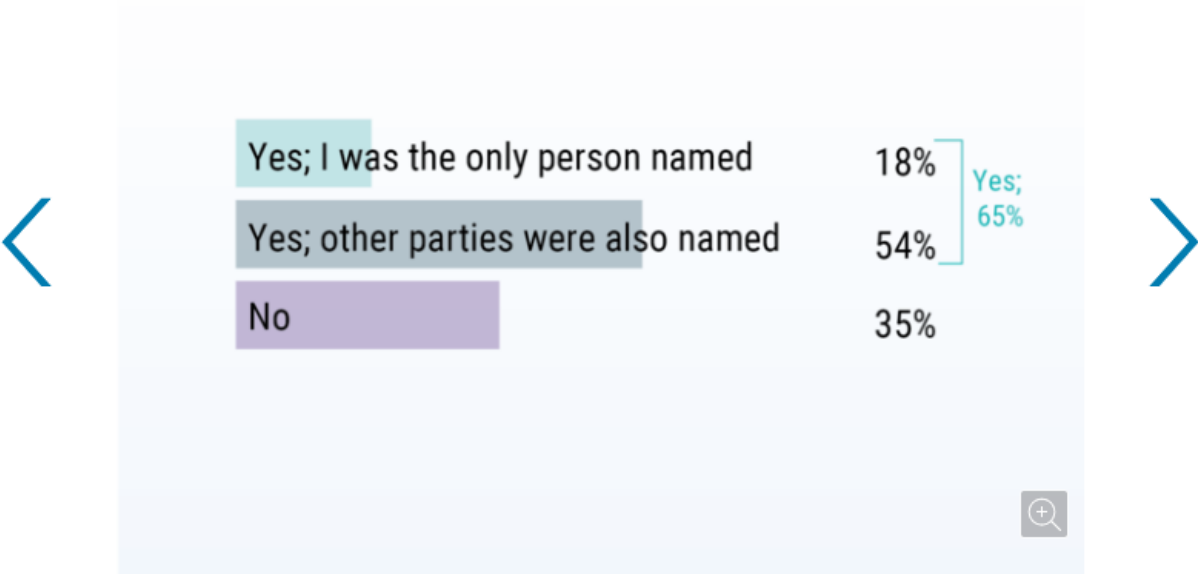 Yes; I was the only person named 18%
Yes; other parties were also named 54%
Yes;
65%
No 35%